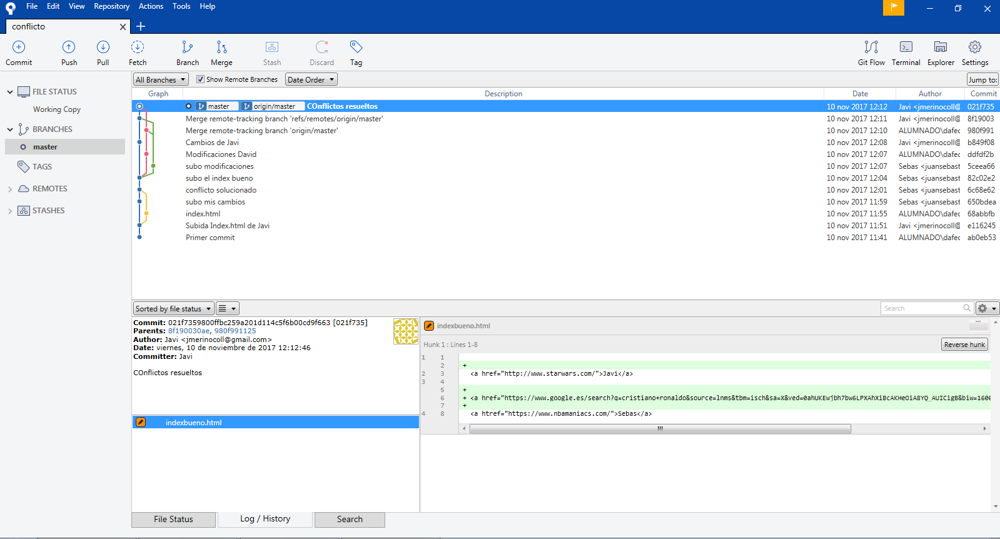 File Edit View Repository Actions Tools Help
conflicto
Commit Push Pull Fetch Branch Merge Stash Discard Tag Git Flow Terminal Explorer Settings
All Branches Show Remote Branches Date Order Jump to:
FILE STATUS
Working Copy
BRANCHES
master
TAGS
REMOTES
STASHES
Graph Description Date Author Commit
master origin/master COnflictos resueltos 10 nov 2017 12:12 Javi <jmerinocoll@ 021f735
Merge remote-tracking branch 'refs/remotes/origin/master' 10 nov 2017 12:11 Javi <jmerinocoll@ 8f19003
Merge remote-tracking branch 'origin/master' 10 nov 2017 12:10 ALUMNADO\dafec 980f991
Cambios de Javi 10 nov 2017 12:08 Javi <jmerinocoll@ b849f08
Modificaciones David 10 nov 2017 12:07 ALUMNADO\dafec ddfdf2b
subo modificaciones 10 nov 2017 12:07 Sebas <juansebast 5ceea66
subo el index bueno 10 nov 2017 12:04 Sebas <juansebast 82c02e2
conflicto solucionado 10 nov 2017 12:01 Sebas <juansebast 6c68e62
subo mis cambios 10 nov 2017 11:59 Sebas <juansebast 650bdea
index.html 10 nov 2017 11:55 ALUMNADO\dafec 68abbfb
Subida Index.html de Javi 10 nov 2017 11:51 Javi <jmerinocoll@ e116245
Primer commit 10 nov 2017 11:41 ALUMNADO\dafec ab0eb53
Sorted by file status Search
Commit: 021f7359800ffbc259a201d114c5f6b00cd9f663 [021f735]
Parents: 8f190030ae, 980f991125
Author: Javi <jmerinocoll@gmail.com>
Date: viernes, 10 de noviembre de 2017 12:12:46
Committer: Javi
COnflictos resueltos
indexbueno.html
indexbueno.html
Hunk 1 : Lines 1-8 Reverse hunk
1 1
2 +
2 3 <a href="http://www.starwars.com/">Javi</a>
3 4
5 +
6 + <a href="https://www.google.es/search?q=cristiano+ronaldo&source=lnms&tbm=isch&sa=X&ved=0ahUKEwjbh7bw6LPXAhXiBcAKHeOiA8YQ_AUICigB&biw=1600
7 +
4 8 <a htref="https://www.nbamaniacs.com/">Sebas</a>
File Status Log / History Search